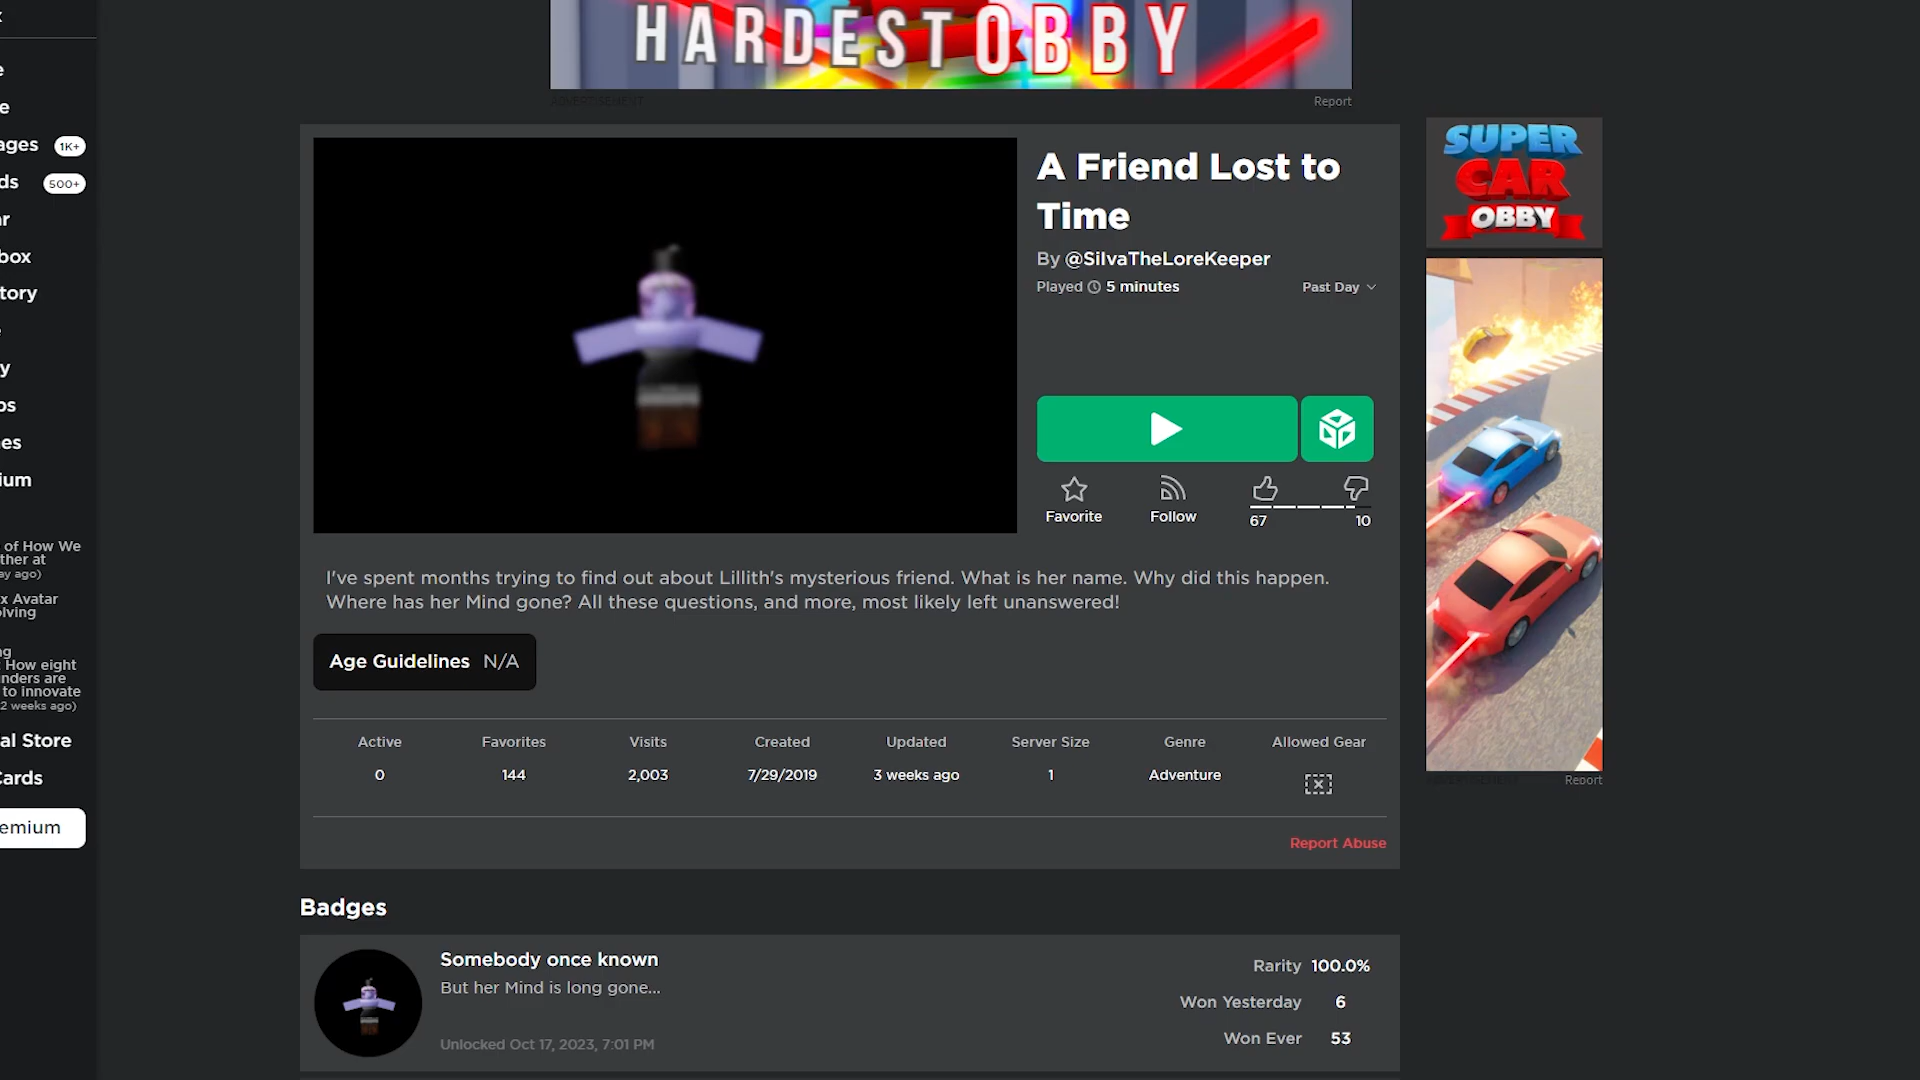 HARDEST OBBY
ADVERTISEMENT
Report
ages 1K+
ds 500+
box
tory
ium
of How We
ther at
ay ago)
x Avatar
olving
ng
: How eight
nders are
to innovate
2 weeks ago)
al Store
Cards
emium
A Friend Lost to
Time
By @SilvaTheLoreKeeper
Played 5 minutes
Past Day
Favorite
Follow
67
10
I've spent months trying to find out about Lillith's mysterious friend. What is her name. Why did this happen.
Where has her Mind gone? All these questions, and more, most likely left unanswered!
Age Guidelines N/A
Active Favorites Visits Created Updated Server Size Genre Allowed Gear
0 144 2,003 7/29/2019 3 weeks ago 1 Adventure
Report Abuse
SUPER
CAR
OBBY
Report
Badges
Somebody once known
But her Mind is long gone...
Unlocked Oct 17, 2023, 7:01 PM
Rarity 100.0%
Won Yesterday 6
Won Ever 53